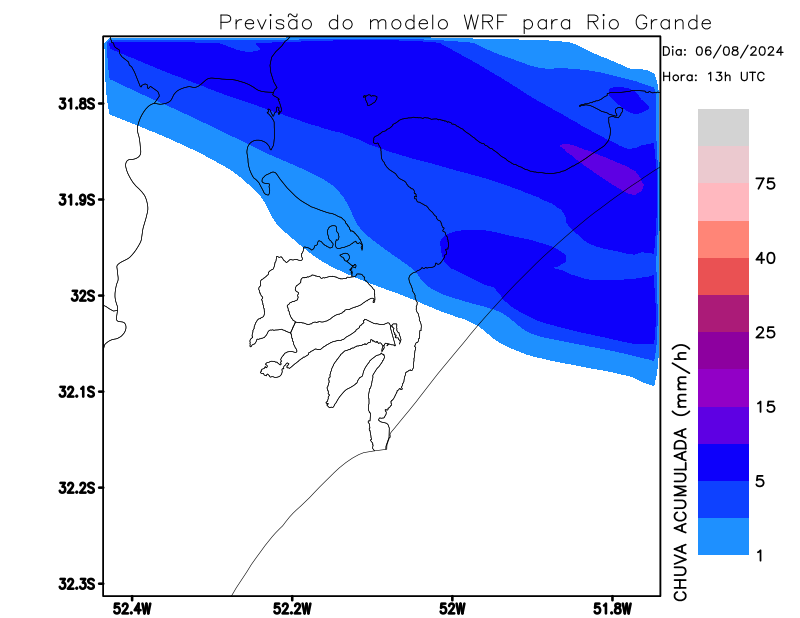 Previsão do modelo WRF para Rio Grande
Dia: 06/08/2024
Hora: 13h UTC
31.8S
31.9S
32S
32.1S
32.2S
32.3S
52.4W
52.2W
52W
51.8W
75
40
25
15
5
1
CHUVA ACUMULADA (mm/h)